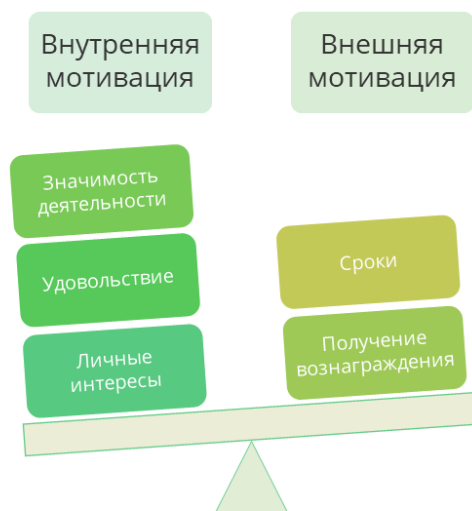 Внутренняя
мотивация
Внешняя
мотивация
Значимость
деятельности
Удовольствие
Личные
интересы
Сроки
Получение
вознаграждения